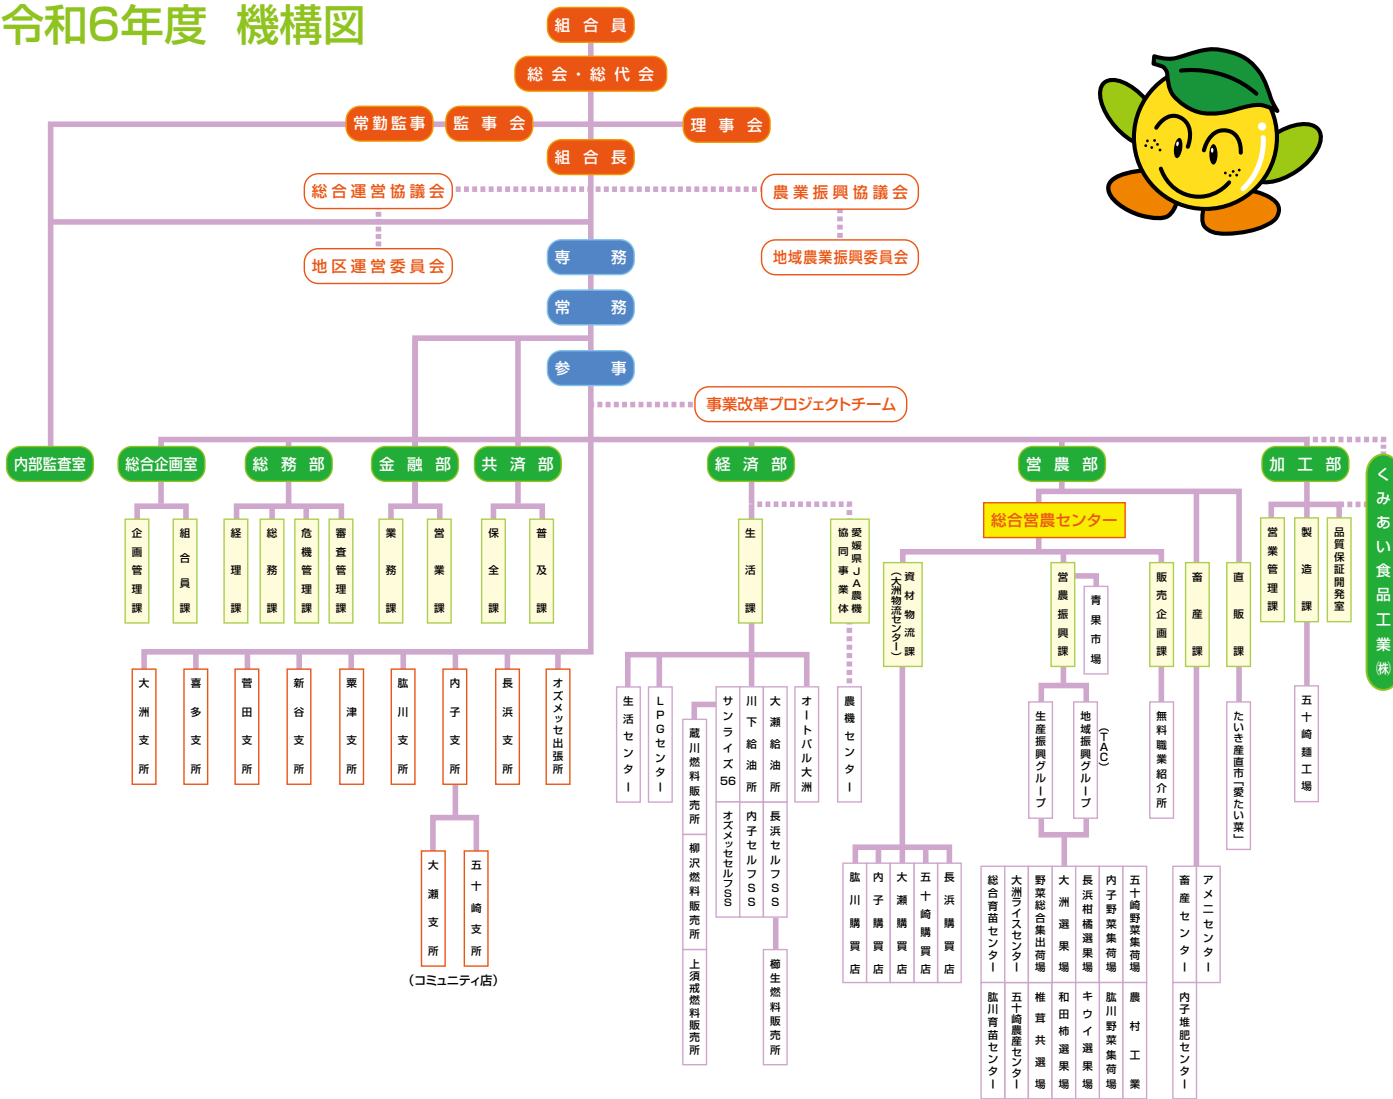 令和6年度 機構図
組合員
総会・総代会
常勤監事
監事会
理事会
組合長
総合運営協議会
農業振興協議会
地区運営委員会
地域農業振興委員会
専務
常務
参事
事業改革プロジェクトチーム
内部監査室
総合企画室
総務部
金融部
共済部
経済部
営農部
加工部
くみあい食品工業㈱
総合営農センター
企画管理課
組合員課
経理課
総務課
危機管理課
審査管理課
業務課
営業課
保全課
普及課
生活課
愛媛県JA農機
協同事業体
資材物流課
(大洲物流センター)
営農振興課
青果市場
販売企画課
畜産課
直販課
営業管理課
製造課
品質保証開発室
大洲支所
喜多支所
菅田支所
新谷支所
粟津支所
肱川支所
内子支所
長浜支所
オズメッセ出張所
大瀬支所
五十崎支所
(コミュニティ店)
生活センター
LPGセンター
蔵川燃料販売所
柳沢燃料販売所
上須戒燃料販売所
サンライズ56
オズメッセセルフSS
川下給油所
内子セルフSS
大瀬給油所
長浜セルフSS
櫛生燃料販売所
オートパル大洲
農機センター
肱川購買店
内子購買店
大瀬購買店
五十崎購買店
長浜購買店
生産振興グループ
地域振興グループ
(TAC)
無料職業紹介所
たいき産直市「愛たい菜」
五十崎麺工場
総合育苗センター
大洲ライスセンター
野菜総合集出荷場
大洲選果場
長浜柑橘選果場
内子野菜集荷場
五十崎野菜集荷場
肱川育苗センター
五十崎農産センター
椎茸共選場
和田柿選果場
キウイ選果場
肱川野菜集荷場
農村工業
畜産センター
アメニセンター
内子堆肥センター